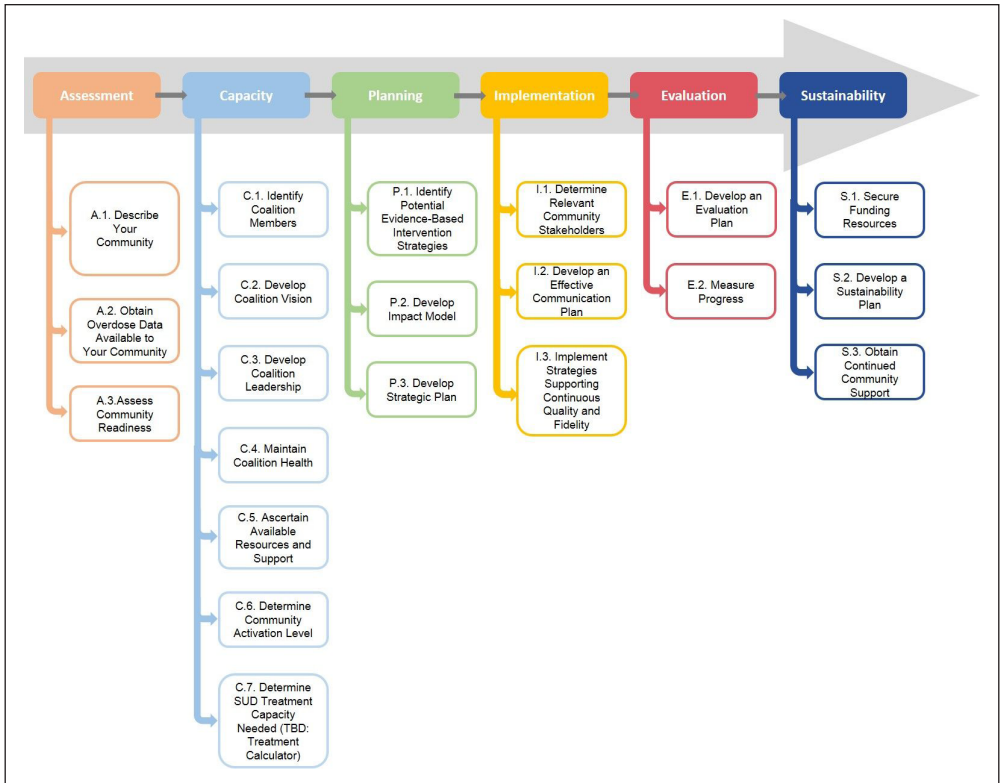 Assessment
Capacity
Planning
Implementation
Evaluation
Sustainability
A.1. Describe
Your
Community
A.2. Obtain
Overdose Data
Available to
Your Community
A.3.Assess
Community
Readiness
C.1. Identify
Coalition
Members
C.2. Develop
Coalition Vision
C.3. Develop
Coalition
Leadership
C.4. Maintain
Coalition Health
C.5. Ascertain
Available
Resources and
Support
C.6. Determine
Community
Activation Level
C.7. Determine
SUD Treatment
Capacity
Needed (TBD:
Treatment
Calculator)
P.1. Identify
Potential
Evidence-Based
Intervention
Strategies
P.2. Develop
Impact Model
P.3. Develop
Strategic Plan
I.1. Determine
Relevant
Community
Stakeholders
I.2. Develop an
Effective
Communication
Plan
I.3. Implement
Strategies
Supporting
Continuous
Quality and
Fidelity
E.1. Develop an
Evaluation
Plan
E.2. Measure
Progress
S.1. Secure
Funding
Resources
S.2. Develop a
Sustainability
Plan
S.3. Obtain
Continued
Community
Support